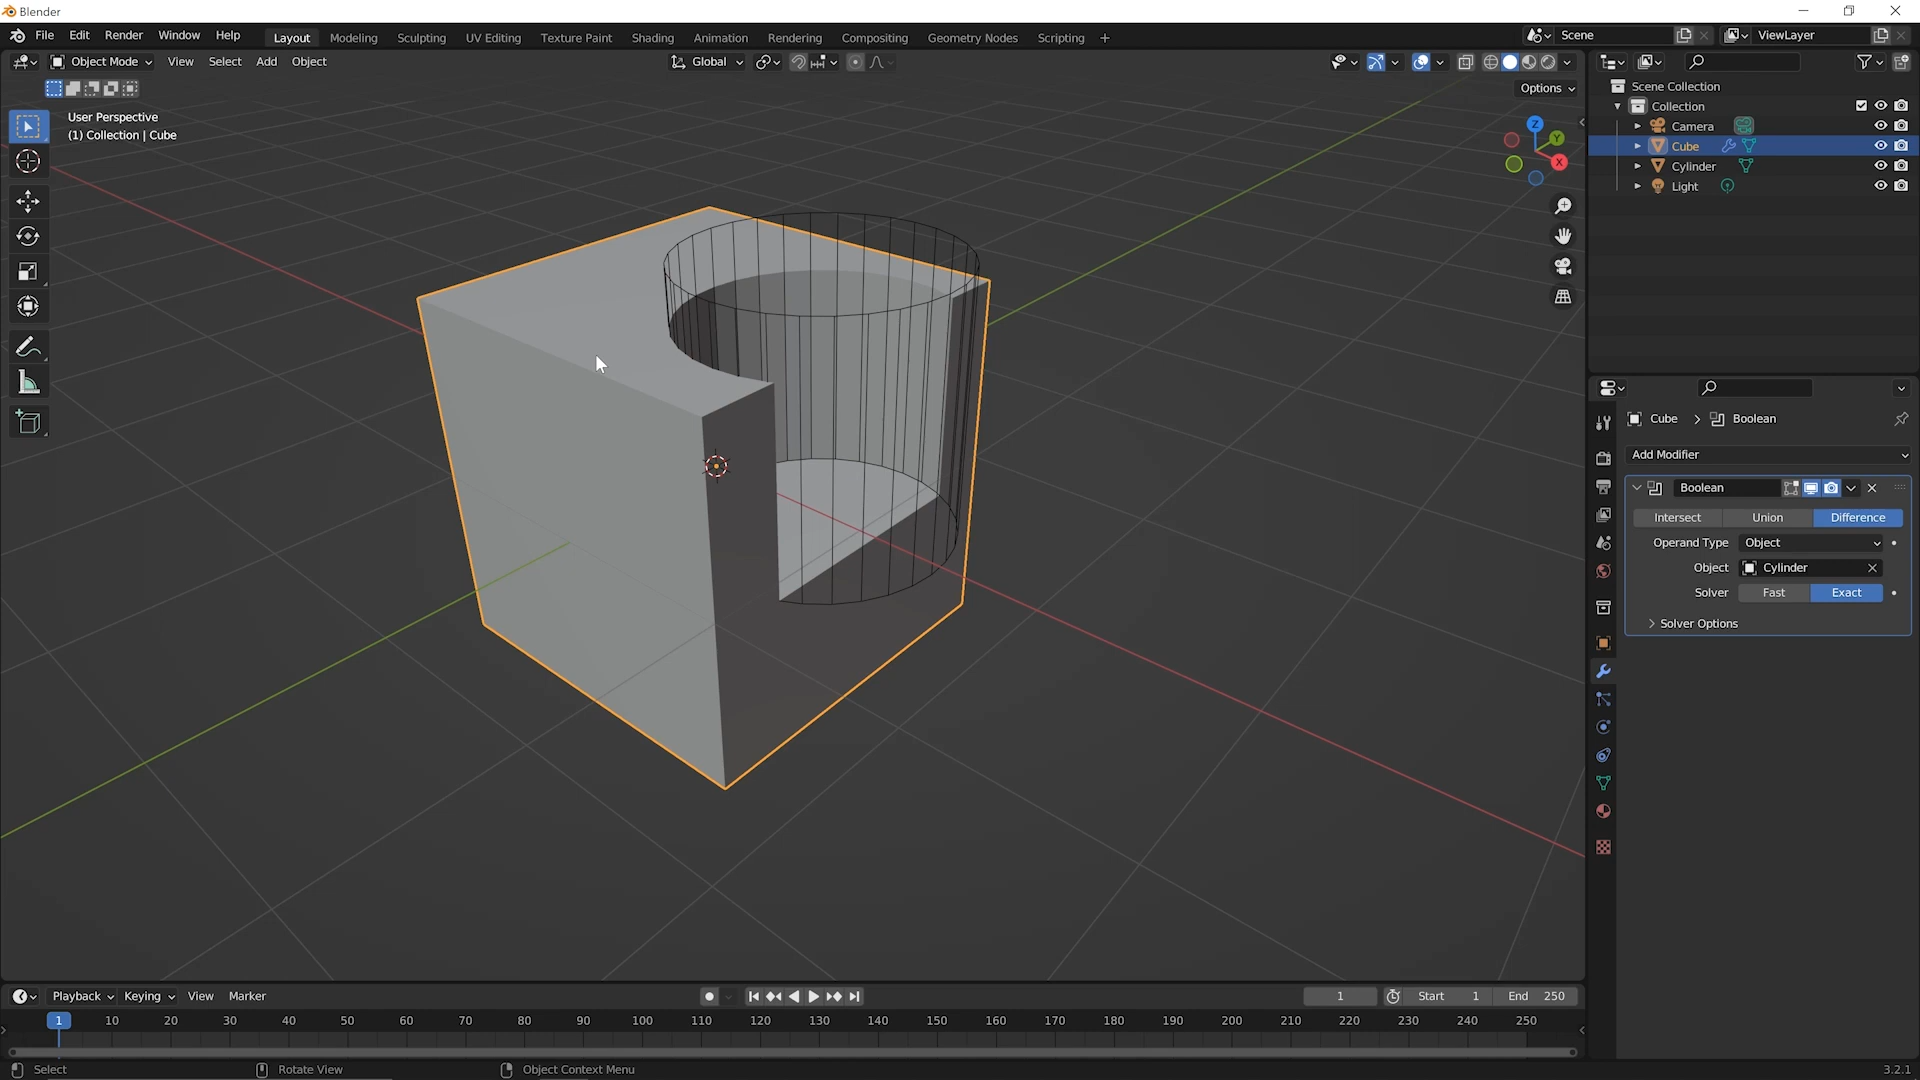 Blender
File Edit Render Window Help Layout Modeling Sculpting UV Editing Texture Paint Shading Animation Rendering Compositing Geometry Nodes Scripting + Scene ViewLayer
Object Mode View Select Add Object Global
Options
User Perspective
(1) Collection | Cube
Z
Y
X
Scene Collection
Collection
Camera
Cube
Cylinder
Light
Cube > Boolean
Add Modifier
Boolean
Intersect Union Difference
Operand Type Object
Object Cylinder
Solver Fast Exact
Solver Options
Playback Keying View Marker 1 Start 1 End 250
1 10 20 30 40 50 60 70 80 90 100 110 120 130 140 150 160 170 180 190 200 210 220 230 240 250
Select Rotate View Object Context Menu 3.2.1